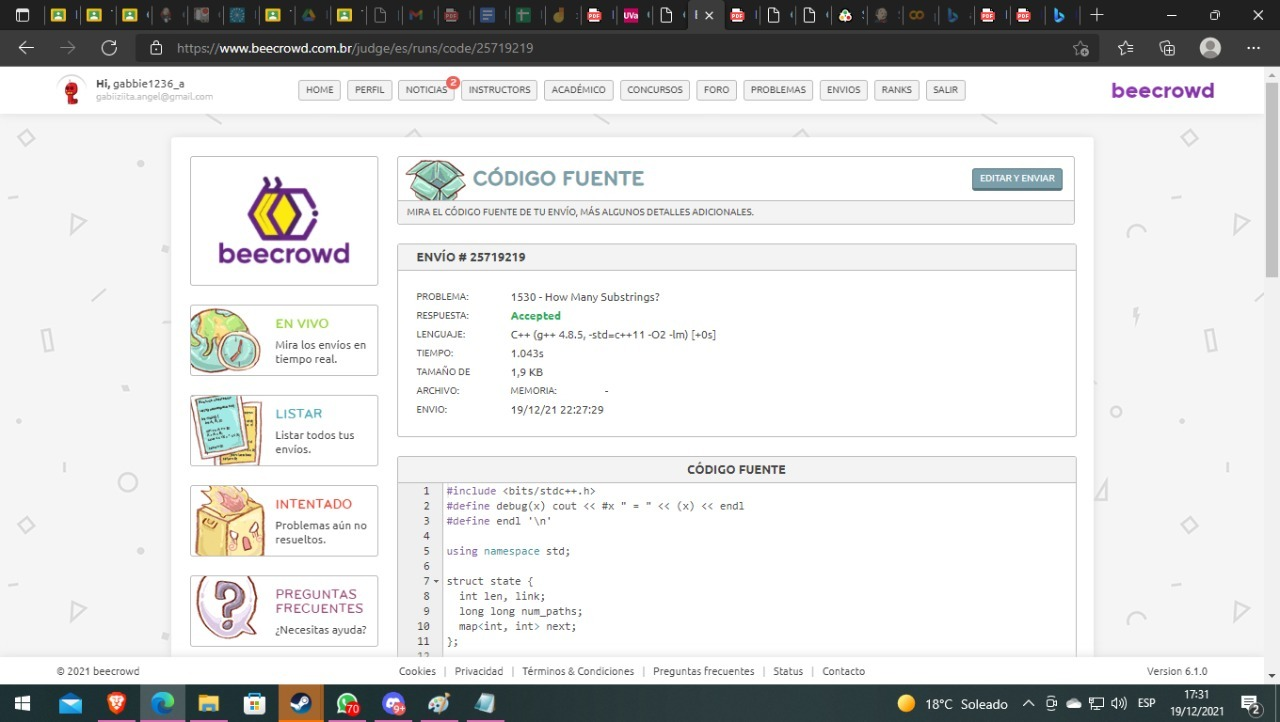 https://www.beecrowd.com.br/judge/es/runs/code/25719219
Hi, gabbie1236_a
gabiiziita.angel@gmail.com
HOME PERFIL NOTICIAS 2 INSTRUCTORS ACADÉMICO CONCURSOS FORO PROBLEMAS ENVIOS RANKS SALIR
beecrowd
beecrowd
EN VIVO
Mira los envíos en
tiempo real.
LISTAR
Listar todos tus
envíos.
INTENTADO
Problemas aún no
resueltos.
PREGUNTAS
FRECUENTES
¿Necesitas ayuda?
CÓDIGO FUENTE
EDITAR Y ENVIAR
MIRA EL CÓDIGO FUENTE DE TU ENVÍO, MÁS ALGUNOS DETALLES ADICIONALES.
ENVÍO # 25719219
PROBLEMA: 1530 - How Many Substrings?
RESPUESTA: Accepted
LENGUAJE: C++ (g++ 4.8.5, -std=c++11 -O2 -lm) [+0s]
TIEMPO: 1.043s
TAMAÑO DE 1,9 KB
ARCHIVO: MEMORIA: -
ENVIO: 19/12/21 22:27:29
CÓDIGO FUENTE
1 #include <bits/stdc++.h>
2 #define debug(x) cout << #x " = " << (x) << endl
3 #define endl '\n'
4
5 using namespace std;
6
7 struct state {
8 int len, link;
9 long long num_paths;
10 map<int, int> next;
11 };
12
© 2021 beecrowd
Cookies | Privacidad | Términos & Condiciones | Preguntas frecuentes | Status | Contacto
Version 6.1.0
70
9+
18°C Soleado
ESP
17:31
19/12/2021
2